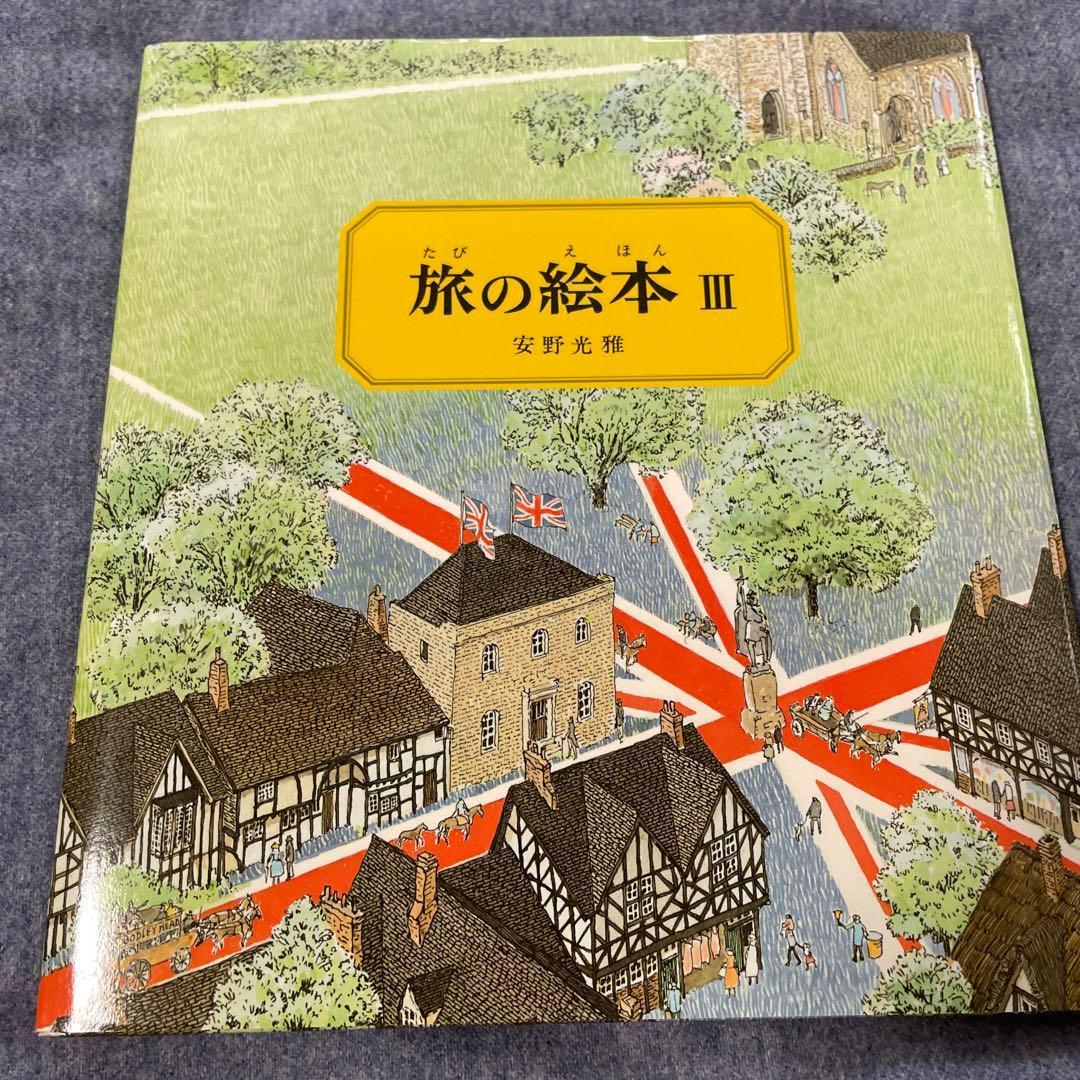 たび えほん
旅の絵本 III
安野光雅